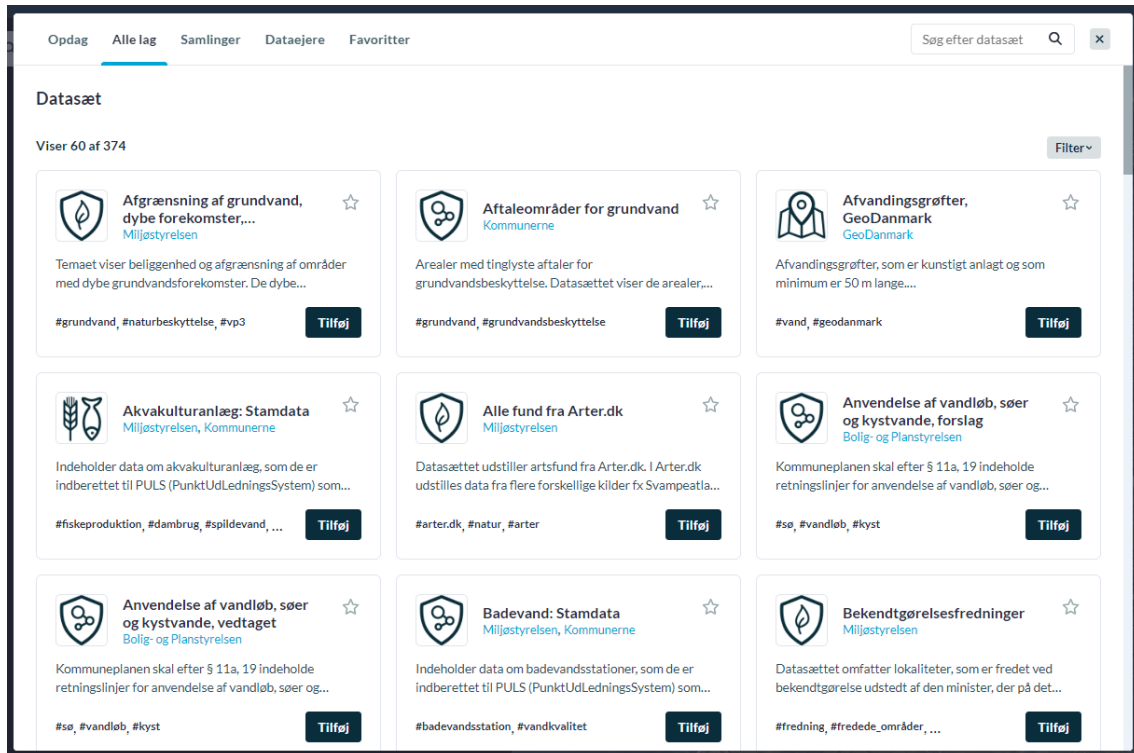 Opdag Alle lag Samlinger Dataejere Favoritter Søg efter datasæt
Datasæt
Viser 60 af 374 Filter
Afgrænsning af grundvand,
dybe forekomster,...
Miljøstyrelsen
Temaet viser beliggenhed og afgrænsning af områder
med dybe grundvandsforekomster. De dybe...
#grundvand, #naturbeskyttelse, #vp3 Tilføj
Aftaleområder for grundvand
Kommunerne
Arealer med tinglyste aftaler for
grundvandsbeskyttelse. Datasættet viser de arealer,...
#grundvand, #grundvandsbeskyttelse Tilføj
Afvandingsgrøfter,
GeoDanmark
GeoDanmark
Afvandingsgrøfter, som er kunstigt anlagt og som
minimum er 50 m lange....
#vand, #geodanmark Tilføj
Akvakulturanlæg: Stamdata
Miljøstyrelsen, Kommunerne
Indeholder data om akvakulturanlæg, som de er
indberettet til PULS (PunktUdLedningsSystem) som...
#fiskeproduktion, #dambrug, #spildevand, ... Tilføj
Alle fund fra Arter.dk
Miljøstyrelsen
Datasættet udstiller artsfund fra Arter.dk. I Arter.dk
udstilles data fra flere forskellige kilder fx Svampeatla...
#arter.dk, #natur, #arter Tilføj
Anvendelse af vandløb, søer
og kystvande, forslag
Bolig- og Planstyrelsen
Kommuneplanen skal efter § 11a, 19 indeholde
retningslinjer for anvendelse af vandløb, søer og...
#sø, #vandløb, #kyst Tilføj
Anvendelse af vandløb, søer
og kystvande, vedtaget
Bolig- og Planstyrelsen
Kommuneplanen skal efter § 11a, 19 indeholde
retningslinjer for anvendelse af vandløb, søer og...
#sø, #vandløb, #kyst Tilføj
Badevand: Stamdata
Miljøstyrelsen, Kommunerne
Indeholder data om badevandsstationer, som de er
indberettet til PULS (PunktUdLedningsSystem) som...
#badevandsstation, #vandkvalitet Tilføj
Bekendtgørelsesfredninger
Miljøstyrelsen
Datasættet omfatter lokaliteter, som er fredet ved
bekendtgørelse udstedt af den minister, der på det...
#fredning, #fredede_områder, ... Tilføj